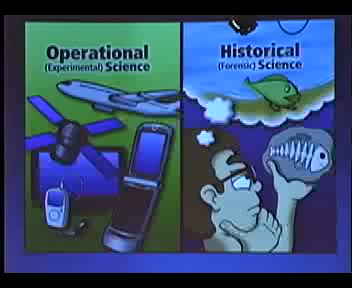 Operational
(Experimental) Science
Historical
(Forensic) Science